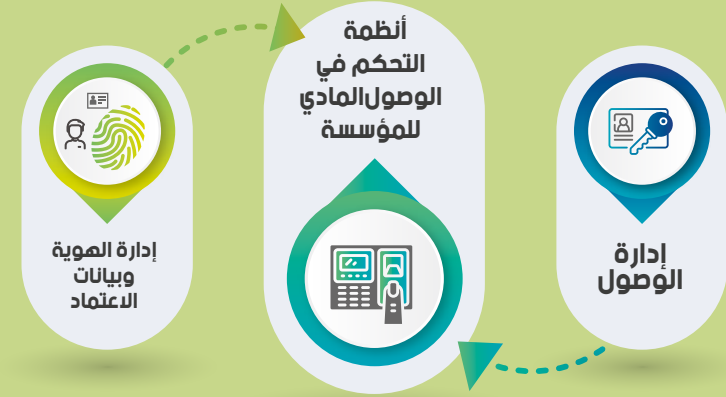 إدارة
الوصول
أنظمة
التحكم في
الوصول المادي
للمؤسسة
إدارة الهوية
وبيانات
الاعتماد